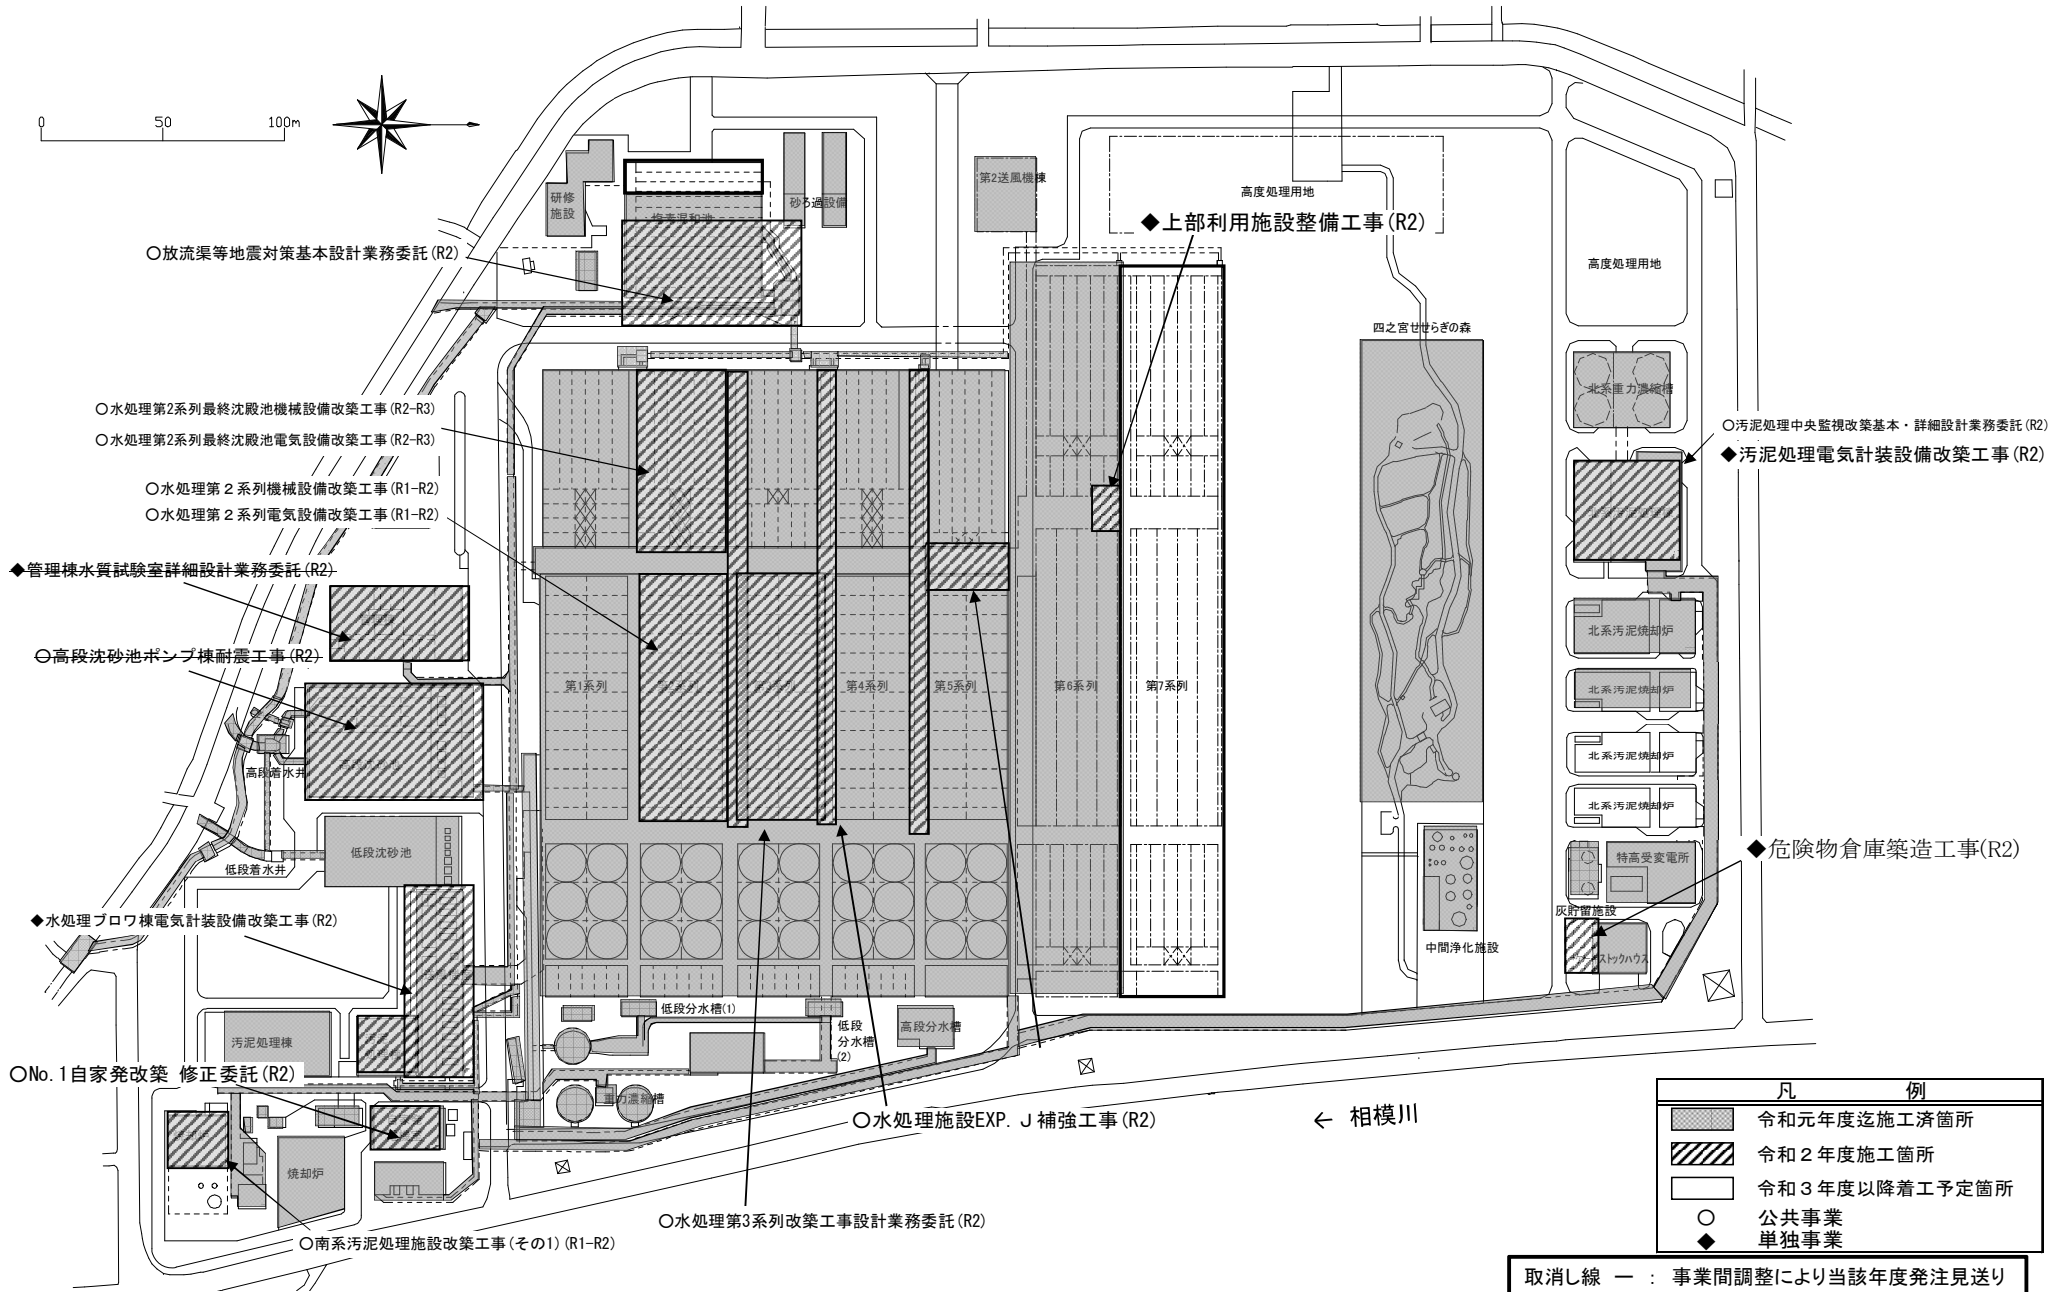 0 50 100m
研修
施設
塩素混和池
砂ろ過設備
第2送風機棟
高度処理用地
◆上部利用施設整備工事(R2)
○放流渠等地震対策基本設計業務委託(R2)
高度処理用地
四之宮せせらぎの森
北系重力濃縮槽
○水処理第2系列最終沈殿池機械設備改築工事(R2-R3)
○水処理第2系列最終沈殿池電気設備改築工事(R2-R3)
○汚泥処理中央監視改築基本・詳細設計業務委託(R2)
◆汚泥処理電気計装設備改築工事(R2)
○水処理第２系列機械設備改築工事(R1-R2)
○水処理第２系列電気設備改築工事(R1-R2)
◆管理棟水質試験室詳細設計業務委託(R2)
○高段沈砂池ポンプ棟耐震工事(R2)
北系汚泥焼却炉
第1系列
第2系列
第3系列
第4系列
第5系列
第6系列
第7系列
北系汚泥焼却炉
高段着水井
北系汚泥焼却炉
北系汚泥焼却炉
低段沈砂池
低段着水井
特高受変電所
◆危険物倉庫築造工事(R2)
灰貯留施設
◆水処理ブロワ棟電気計装設備改築工事(R2)
中間浄化施設
ストックハウス
低段分水槽(1)
低段
分水槽
(2)
高段分水槽
汚泥処理棟
○No.1自家発改築 修正委託(R2)
重力濃縮槽
○水処理施設EXP.Ｊ補強工事(R2)
← 相模川
焼却炉
○水処理第3系列改築工事設計業務委託(R2)
○南系汚泥処理施設改築工事(その1)(R1-R2)
凡 例
令和元年度迄施工済箇所
令和２年度施工箇所
令和３年度以降着工予定箇所
○ 公共事業
◆ 単独事業
取消し線 ー ： 事業間調整により当該年度発注見送り